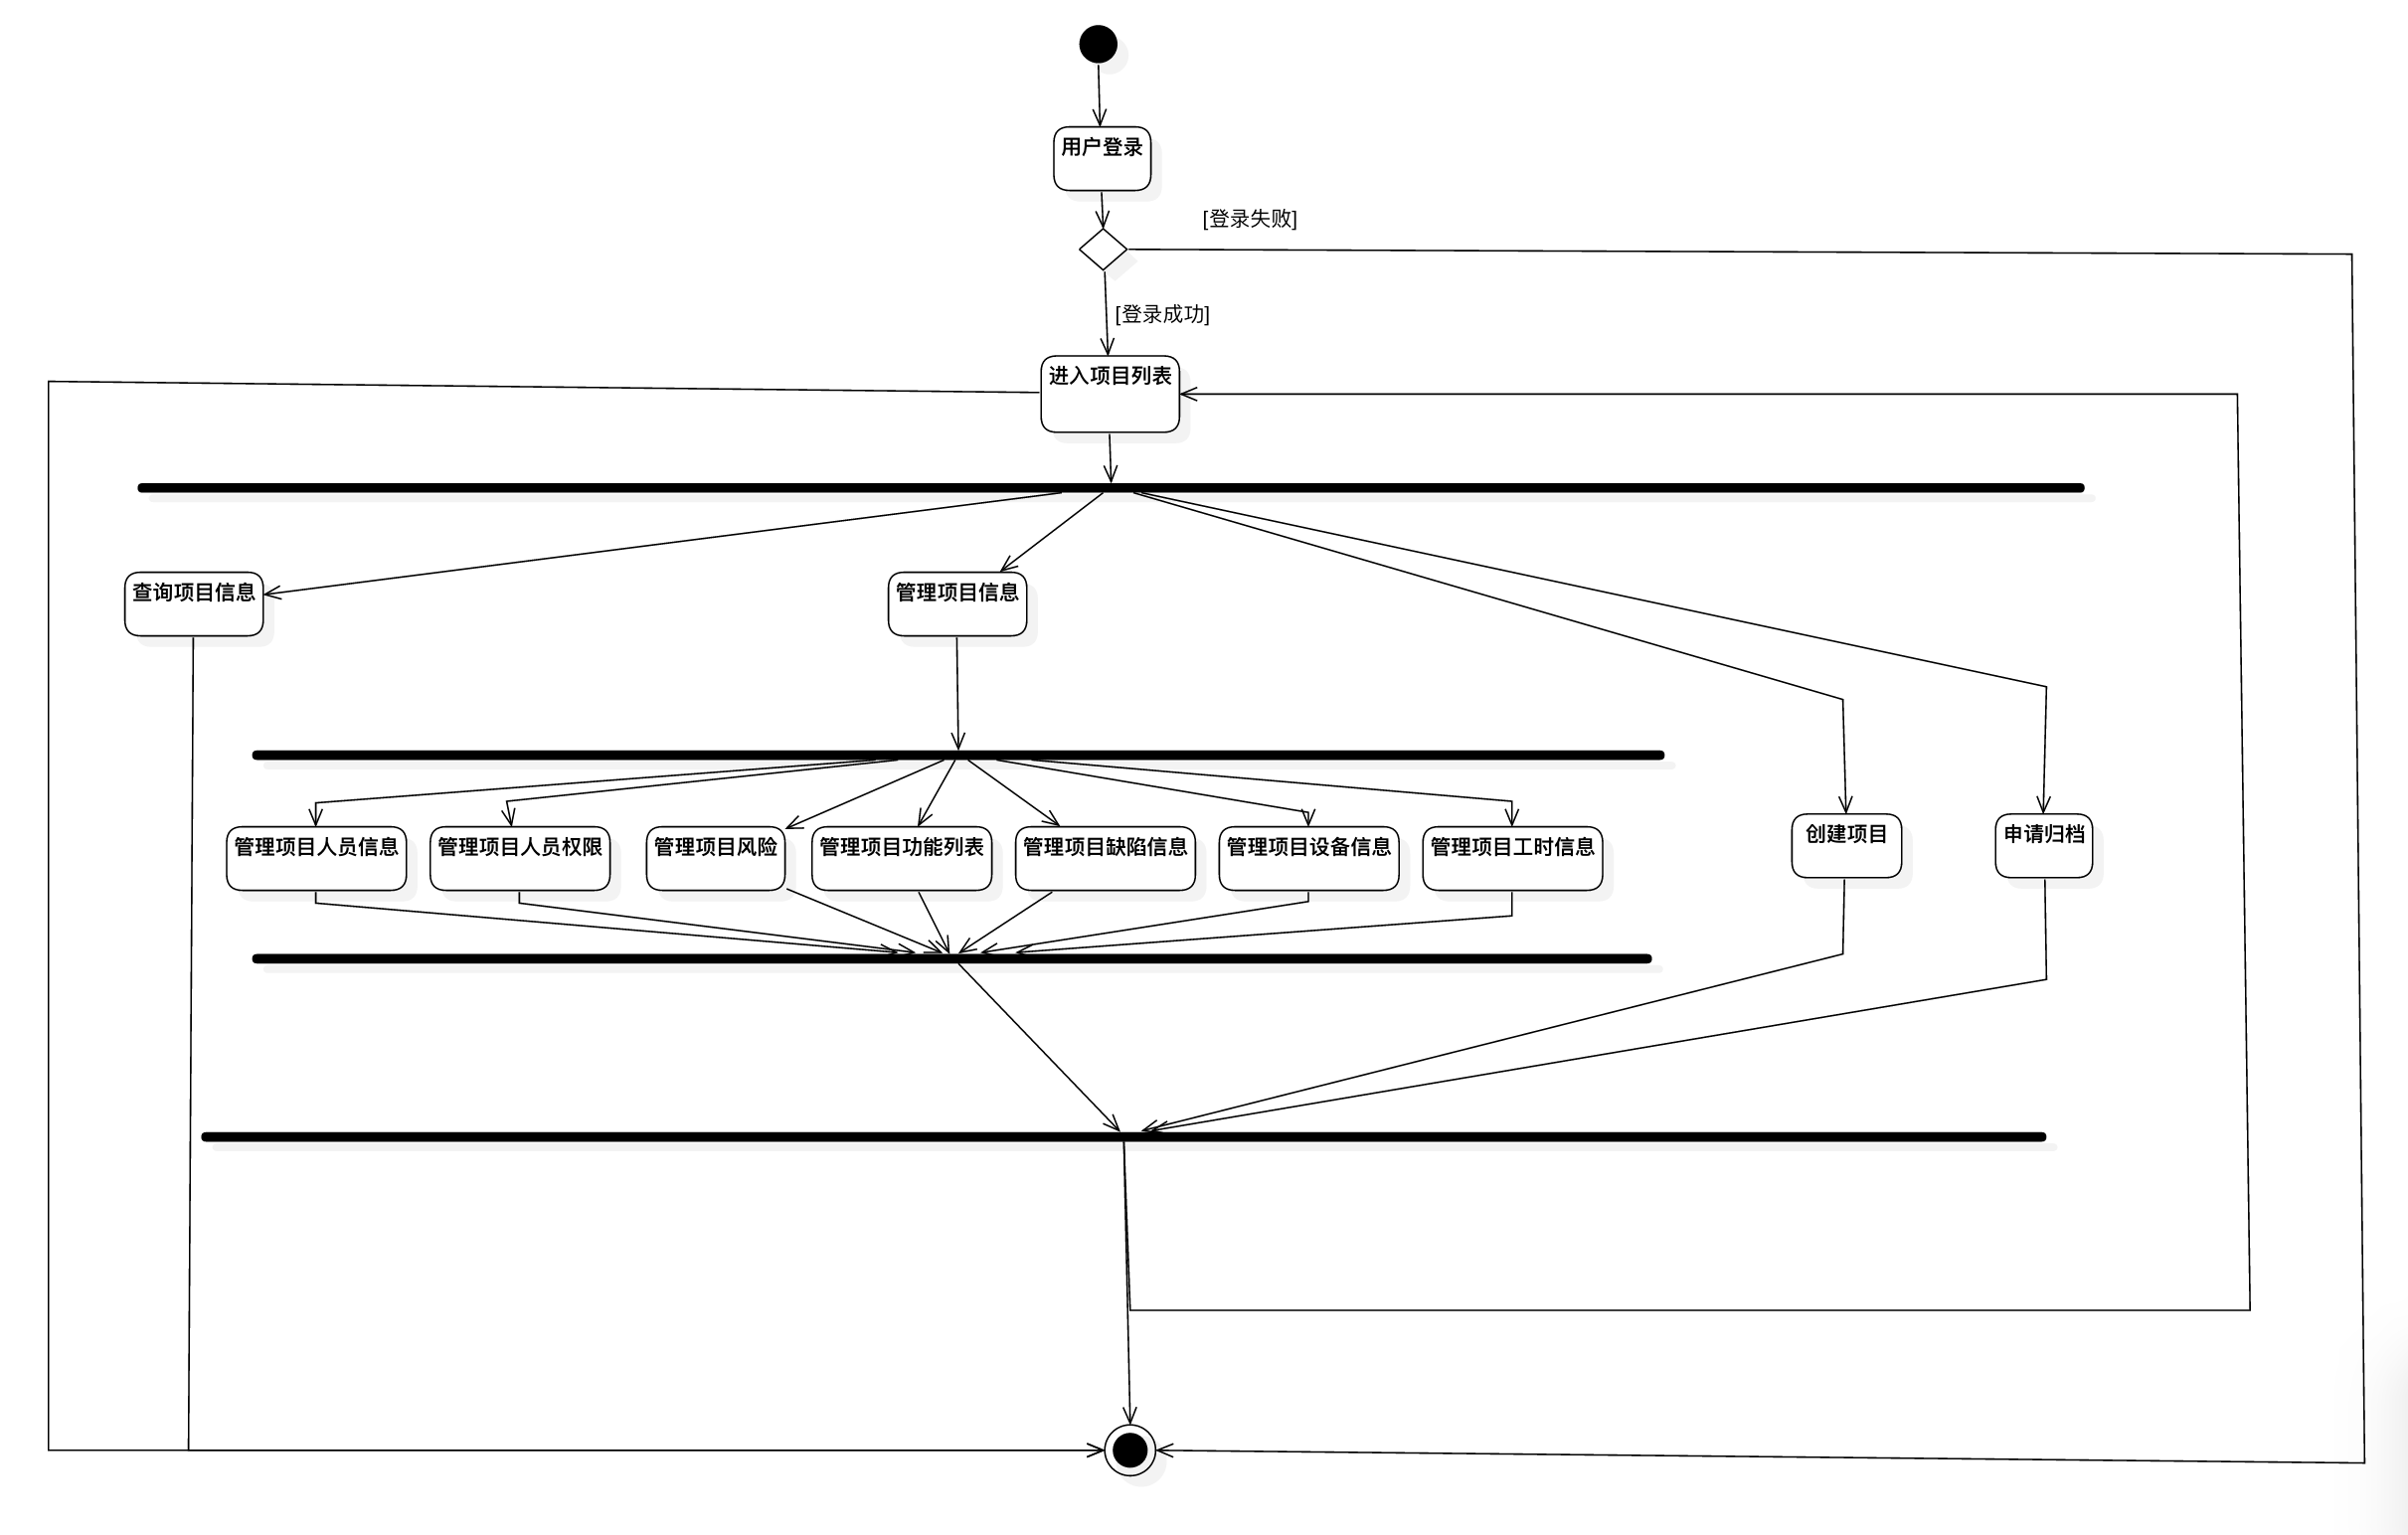 用户登录
[登录失败]
[登录成功]
进入项目列表
查询项目信息
管理项目信息
管理项目人员信息
管理项目人员权限
管理项目风险
管理项目功能列表
管理项目缺陷信息
管理项目设备信息
管理项目工时信息
创建项目
申请归档